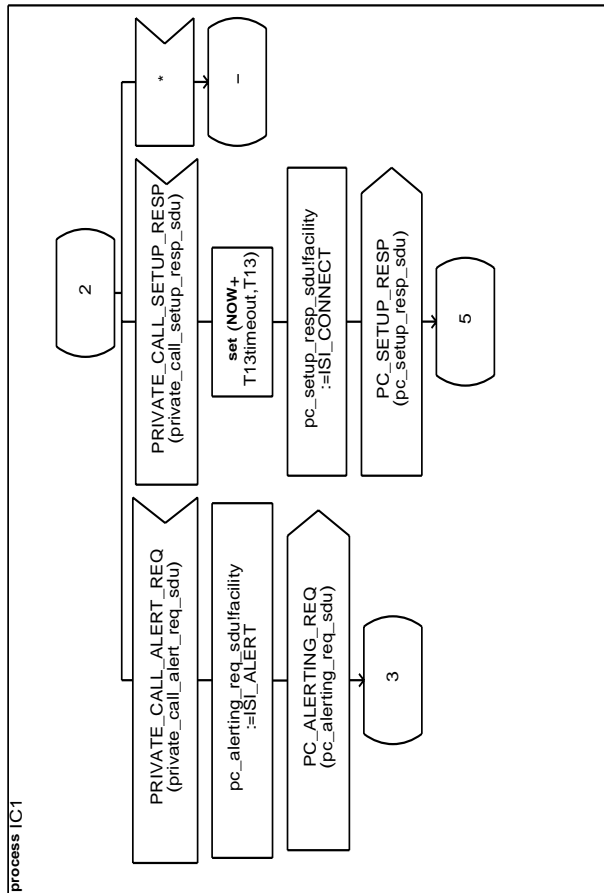 process IC1
2
PRIVATE_CALL_ALERT_REQ
(private_call_alert_req_sdu)
pc_alerting_req_sdu!facility
:=ISI_ALERT
PC_ALERTING_REQ
(pc_alerting_req_sdu)
3
PRIVATE_CALL_SETUP_RESP
(private_call_setup_resp_sdu)
set (NOW+
T13timeout,T13)
pc_setup_resp_sdu!facility
:=ISI_CONNECT
PC_SETUP_RESP
(pc_setup_resp_sdu)
5
*
-